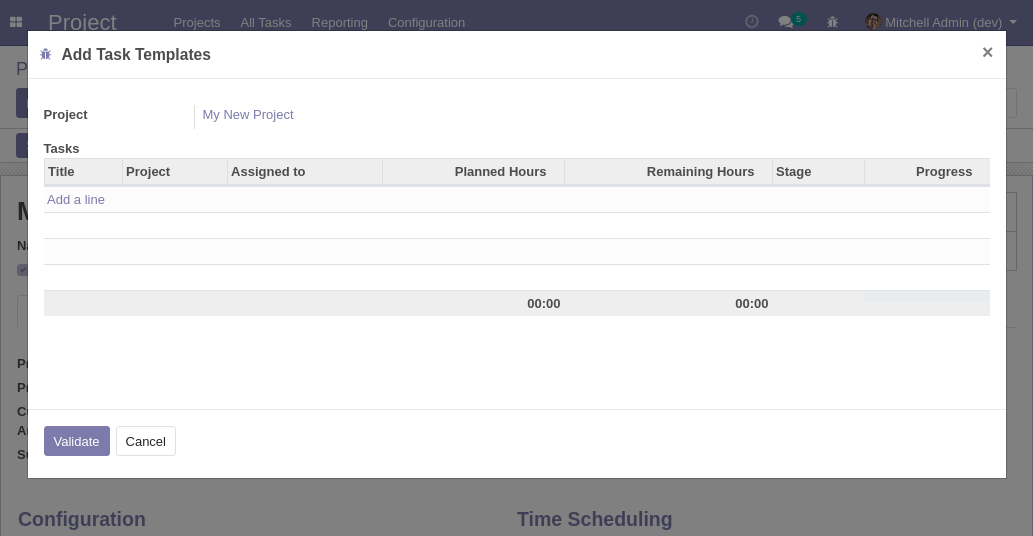 Project Projects All Tasks Reporting Configuration 5 Mitchell Admin (dev)
Add Task Templates ×
Project My New Project
Tasks
Title Project Assigned to Planned Hours Remaining Hours Stage Progress
Add a line
00:00 00:00
Validate Cancel
Configuration Time Scheduling